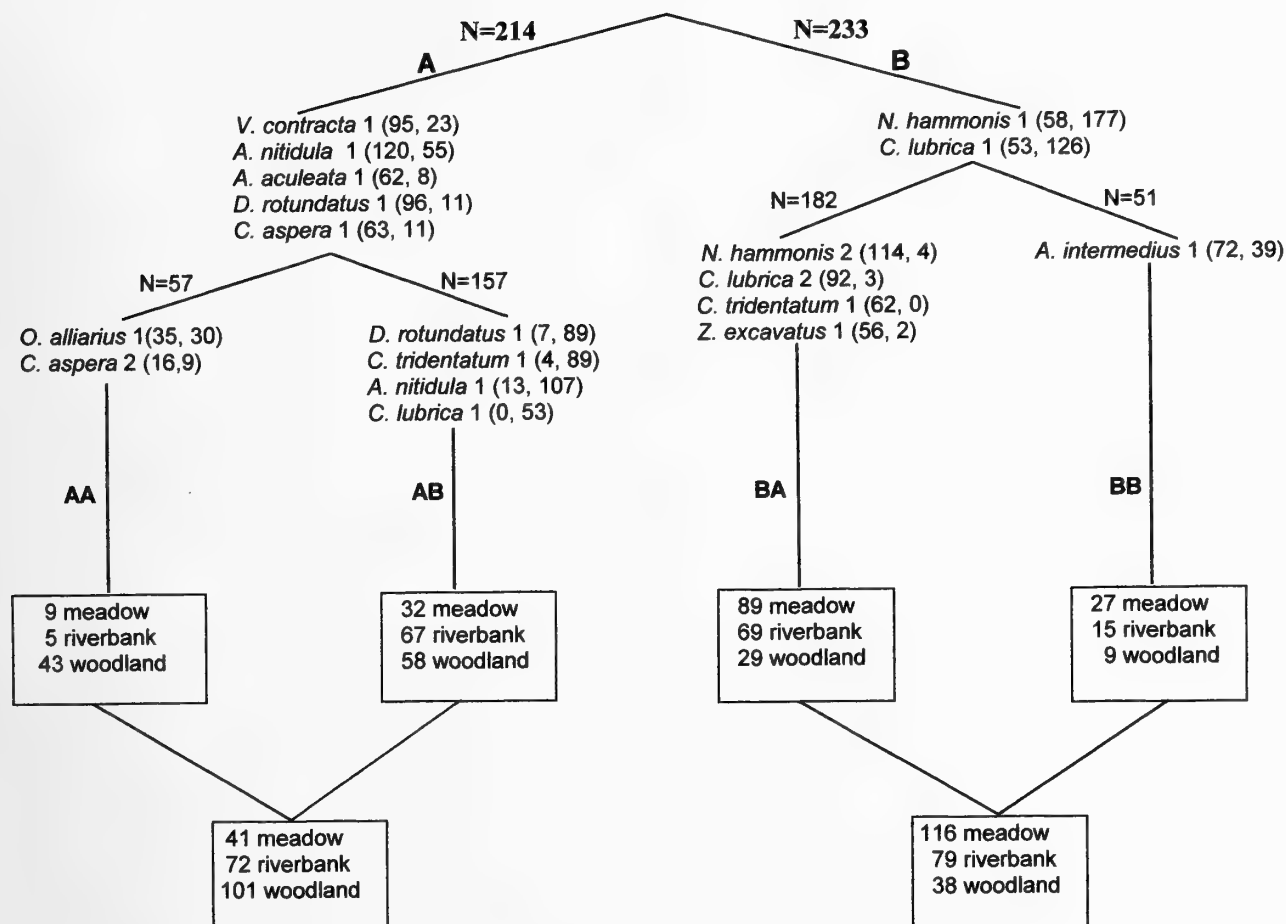 N=214
N=233
A
B
V. contracta 1 (95, 23)
A. nitidula 1 (120, 55)
A. aculeata 1 (62, 8)
D. rotundatus 1 (96, 11)
C. aspera 1 (63, 11)
N. hammonis 1 (58, 177)
C. lubrica 1 (53, 126)
N=57
N=157
N=182
N=51
O. alliarius 1(35, 30)
C. aspera 2 (16,9)
D. rotundatus 1 (7, 89)
C. tridentatum 1 (4, 89)
A. nitidula 1 (13, 107)
C. lubrica 1 (0, 53)
N. hammonis 2 (114, 4)
C. lubrica 2 (92, 3)
C. tridentatum 1 (62, 0)
Z. excavatus 1 (56, 2)
A. intermedius 1 (72, 39)
AA
AB
BA
BB
9 meadow
5 riverbank
43 woodland
32 meadow
67 riverbank
58 woodland
89 meadow
69 riverbank
29 woodland
27 meadow
15 riverbank
9 woodland
41 meadow
72 riverbank
101 woodland
116 meadow
79 riverbank
38 woodland